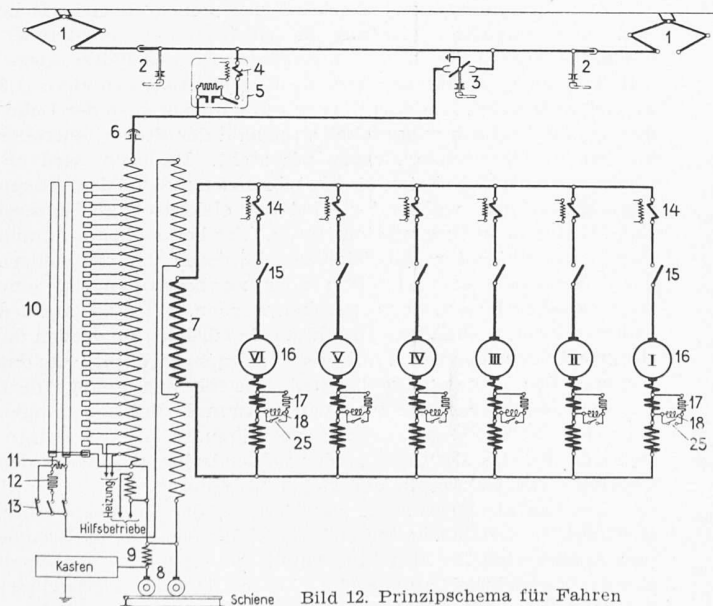 1 1
2 4 3 2
5
6
14 14
15 15
10 7
VI 16 V IV III II I 16
17 17
18 18
25 25
11
12
13
Heizung
Hilfsbetriebe
9
Kasten
8
Schiene
Bild 12. Prinzipschema für Fahren